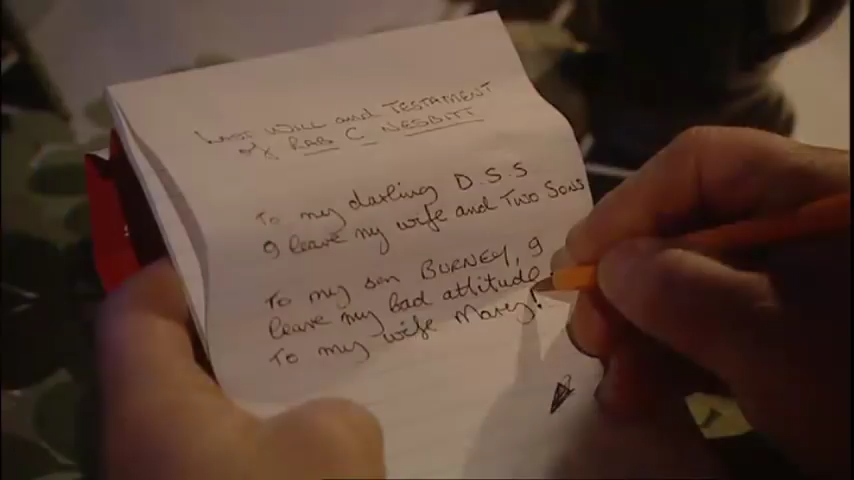 LAST WILL and TESTAMENT
of RAB C NESBITT
To my darling D.S.S
I leave my wife and Two SONS
To my son BURNEY, I
leave my bad attitude
To my wife Mary!